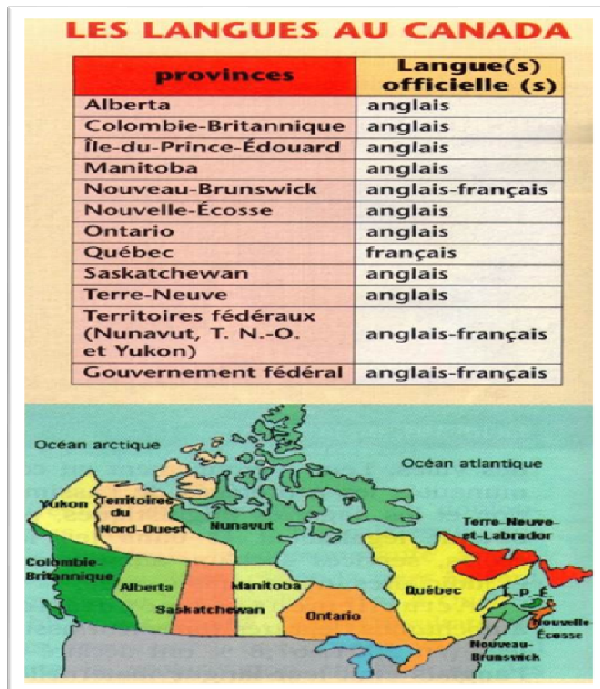 LES LANGUES AU CANADA
provinces
Langue(s)
officielle (s)
Alberta
anglais
Colombie-Britannique
anglais
Île-du-Prince-Édouard
anglais
Manitoba
anglais
Nouveau-Brunswick
anglais-français
Nouvelle-Écosse
anglais
Ontario
anglais
Québec
français
Saskatchewan
anglais
Terre-Neuve
anglais
Territoires fédéraux
(Nunavut, T. N.-O.
et Yukon)
anglais-français
Gouvernement fédéral
anglais-français
Océan arctique
Océan atlantique
Yukon
Territoires
du
Nord-Ouest
Nunavut
Terre-Neuve-
et-Labrador
Colombie-
Britannique
Alberta
Saskatchewan
Manitoba
Ontario
Québec
I. P. É.
Nouvelle-
Écosse
Nouveau-
Brunswick